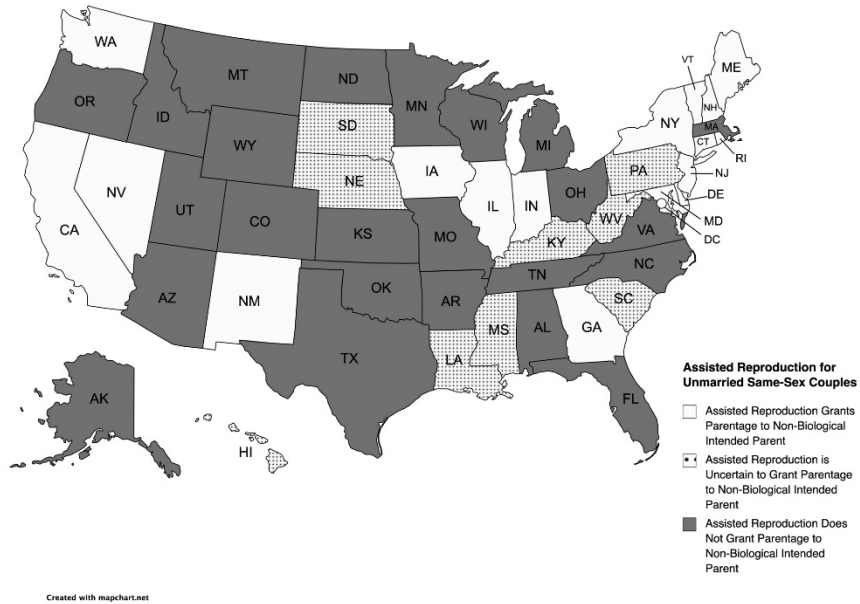 WA
OR
CA
NV
ID
MT
WY
UT
AZ
CO
NM
ND
SD
NE
KS
OK
TX
MN
IA
MO
AR
LA
WI
IL
MI
IN
OH
KY
TN
MS
AL
GA
FL
SC
NC
VA
WV
PA
NY
VT
NH
ME
MA
CT
RI
NJ
DE
MD
DC
AK
HI
Assisted Reproduction for
Unmarried Same-Sex Couples
Assisted Reproduction Grants
Parentage to Non-Biological
Intended Parent
Assisted Reproduction is
Uncertain to Grant Parentage
to Non-Biological Intended
Parent
Assisted Reproduction Does
Not Grant Parentage to
Non-Biological Intended
Parent
Created with mapchart.net